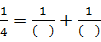 1/4 = 1/( ) + 1/( )